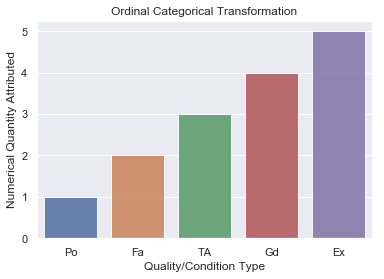 Ordinal Categorical Transformation
Numerical Quantity Attributed
5
4
3
2
1
0
Po Fa TA Gd Ex
Quality/Condition Type